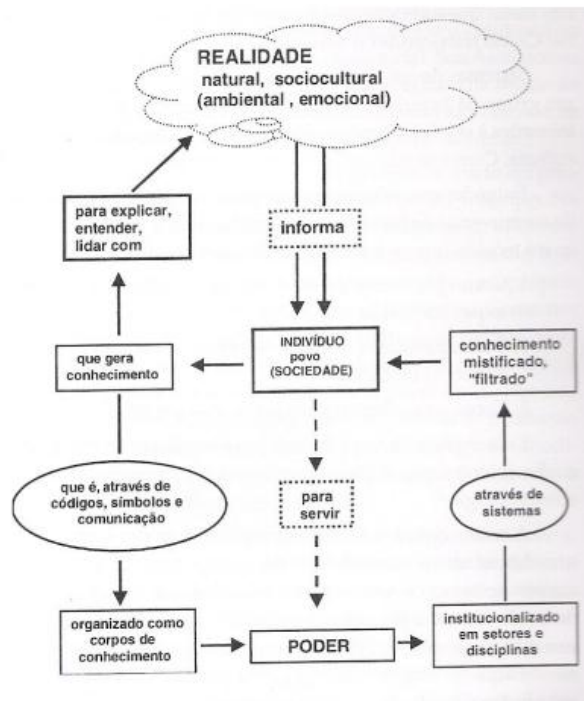 REALIDADE
natural, sociocultural
(ambiental , emocional)
para explicar,
entender,
lidar com
informa
que gera
conhecimento
INDIVÍDUO
povo
(SOCIEDADE)
conhecimento
mistificado,
"filtrado"
que é, através de
códigos, símbolos e
comunicação
para
servir
através de
sistemas
organizado como
corpos de
conhecimento
PODER
institucionalizado
em setores e
disciplinas